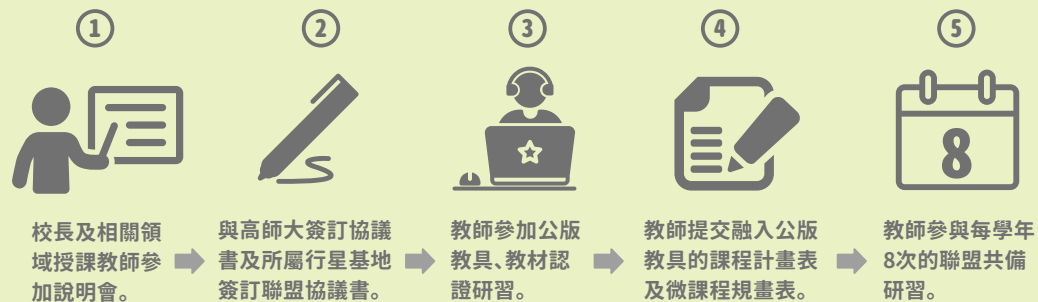 1
校長及相關領
域授課教師參
加說明會。
2
與高師大簽訂協議
書及所屬行星基地
簽訂聯盟協議書。
3
教師參加公版
教具、教材認
證研習。
4
教師提交融入公版
教具的課程計畫表
及微課程規畫表。
5
8
教師參與每學年
8次的聯盟共備
研習。